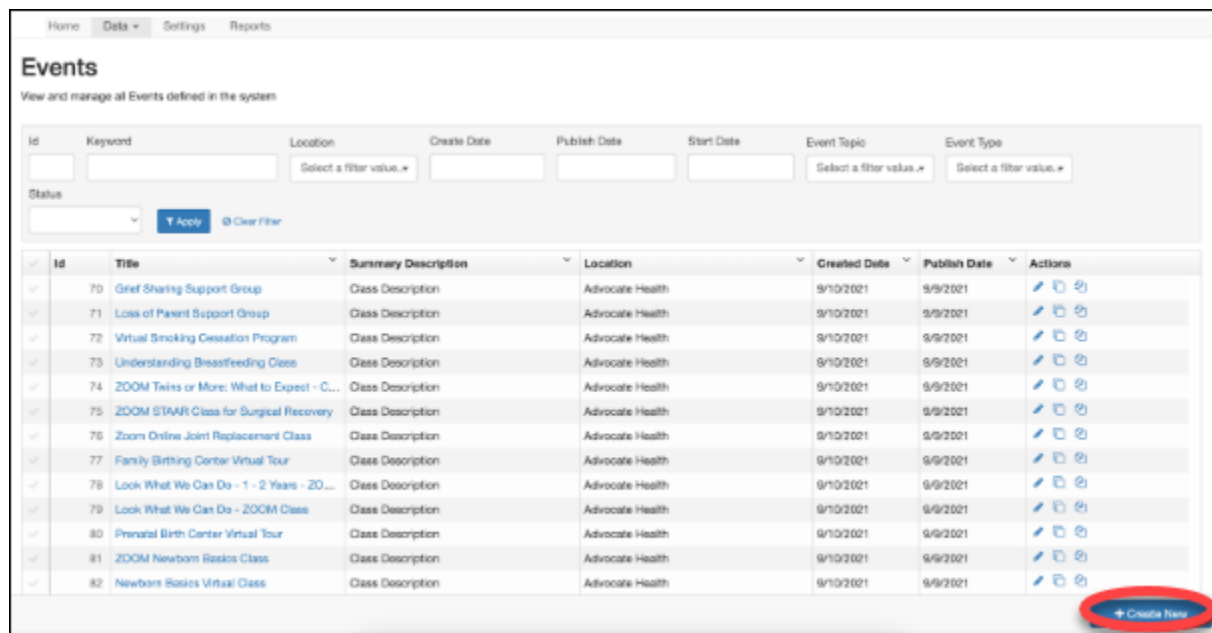 Home Data Settings Reports
Events
View and manage all Events defined in the system
Id Keyword Location Create Date Publish Date Start Date Event Topic Event Type
Select a filter value.. Select a filter value.. Select a filter value..
Status
Apply Clear Filter
Id Title Summary Description Location Created Date Publish Date Actions
70 Grief Sharing Support Group Class Description Advocate Health 9/10/2021 9/9/2021
71 Loss of Parent Support Group Class Description Advocate Health 9/10/2021 9/9/2021
72 Virtual Smoking Cessation Program Class Description Advocate Health 9/10/2021 9/9/2021
73 Understanding Breastfeeding Class Class Description Advocate Health 9/10/2021 9/9/2021
74 ZOOM Twins or More: What to Expect - C... Class Description Advocate Health 9/10/2021 9/9/2021
75 ZOOM STAAR Class for Surgical Recovery Class Description Advocate Health 9/10/2021 9/9/2021
76 Zoom Online Joint Replacement Class Class Description Advocate Health 9/10/2021 9/9/2021
77 Family Birthing Center Virtual Tour Class Description Advocate Health 9/10/2021 9/9/2021
78 Look What We Can Do - 1 - 2 Years - ZO... Class Description Advocate Health 9/10/2021 9/9/2021
79 Look What We Can Do - ZOOM Class Class Description Advocate Health 9/10/2021 9/9/2021
80 Prenatal Birth Center Virtual Tour Class Description Advocate Health 9/10/2021 9/9/2021
81 ZOOM Newborn Basics Class Class Description Advocate Health 9/10/2021 9/9/2021
82 Newborn Basics Virtual Class Class Description Advocate Health 9/10/2021 9/9/2021
+ Create New